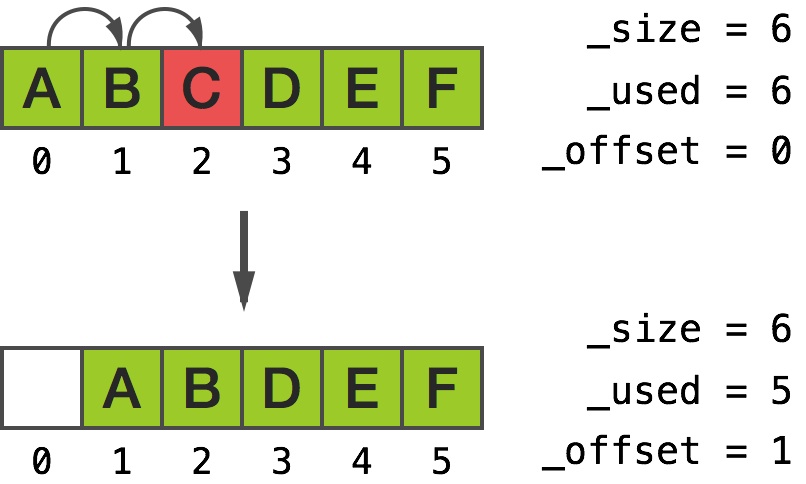 _size = 6
A B C D E F
_used = 6
0 1 2 3 4 5
_offset = 0
_size = 6
A B D E F
_used = 5
0 1 2 3 4 5
_offset = 1